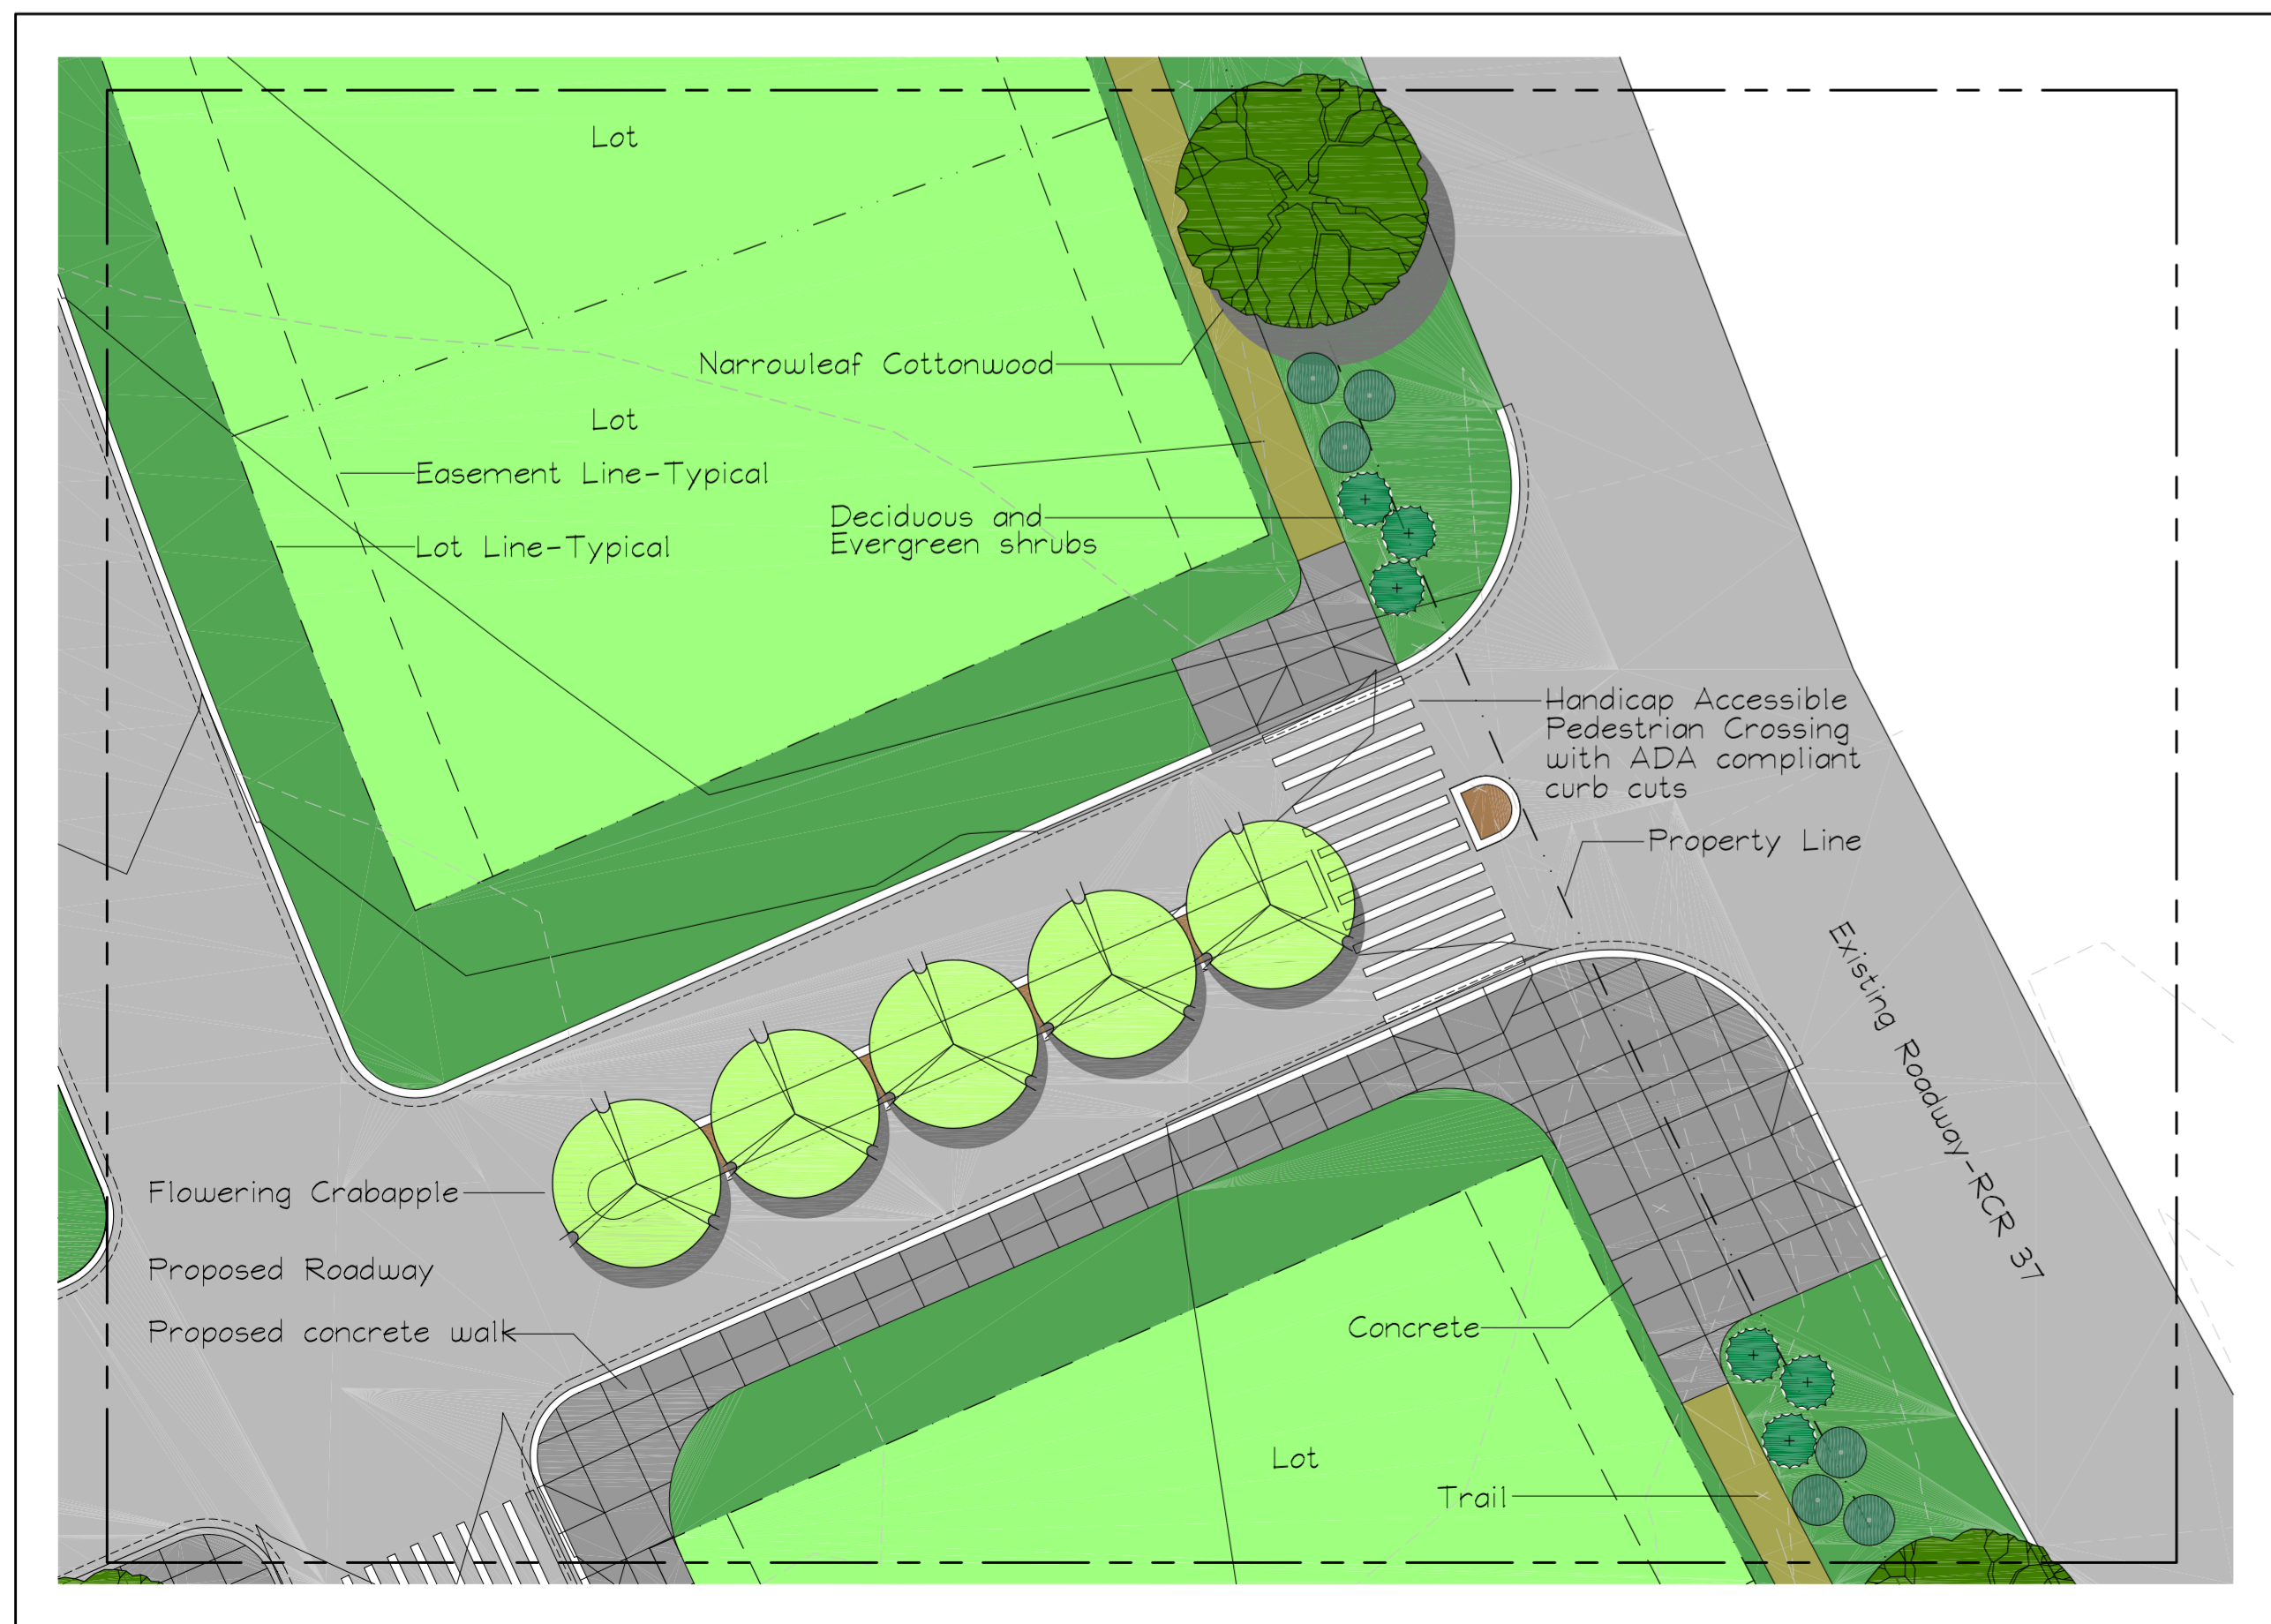 Lot
Narrowleaf Cottonwood
Lot
Easement Line-Typical
Deciduous and
Evergreen shrubs
Lot Line-Typical
Handicap Accessible
Pedestrian Crossing
with ADA compliant
curb cuts
Property Line
Existing Roadway-RCR 37
Flowering Crabapple
Proposed Roadway
Proposed concrete walk
Concrete
Lot
Trail